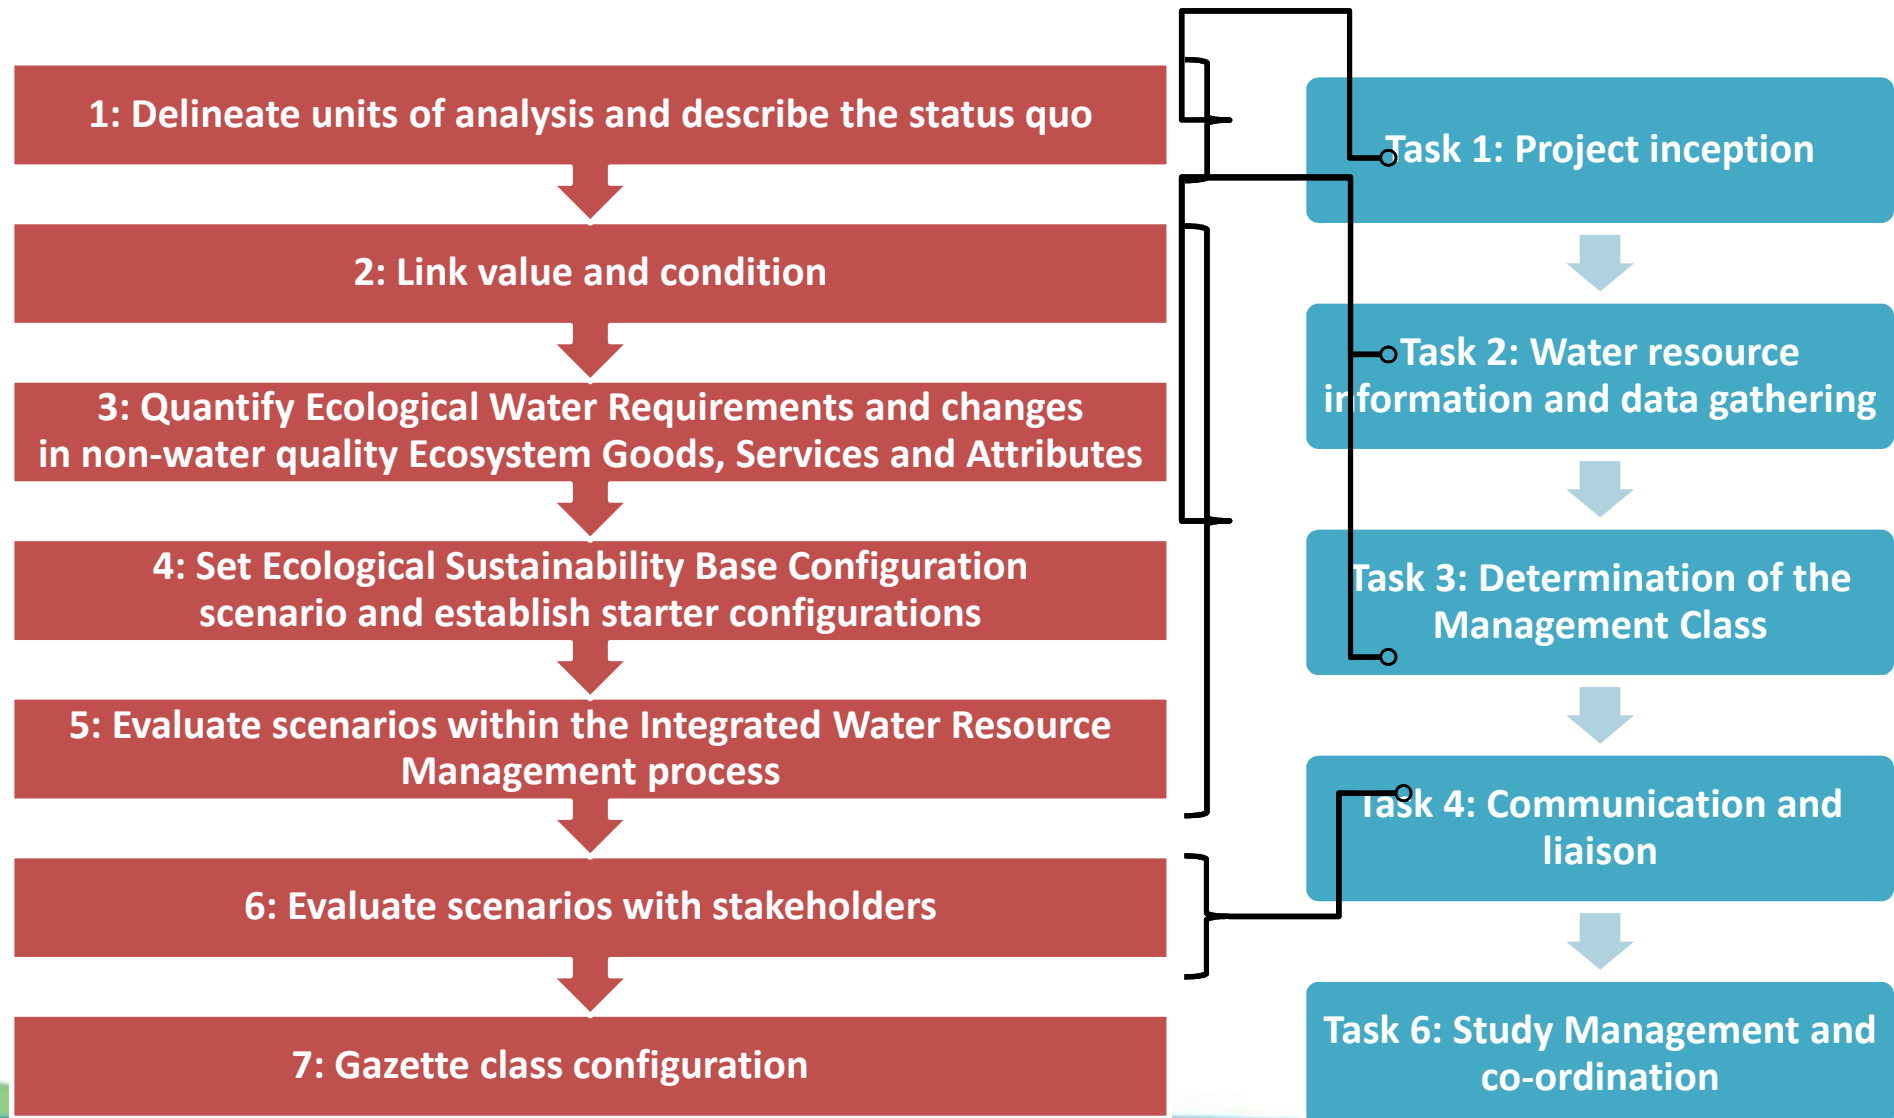 1: Delineate units of analysis and describe the status quo
2: Link value and condition
3: Quantify Ecological Water Requirements and changes
in non-water quality Ecosystem Goods, Services and Attributes
4: Set Ecological Sustainability Base Configuration
scenario and establish starter configurations
5: Evaluate scenarios within the Integrated Water Resource
Management process
6: Evaluate scenarios with stakeholders
7: Gazette class configuration
Task 1: Project inception
Task 2: Water resource
information and data gathering
Task 3: Determination of the
Management Class
Task 4: Communication and
liaison
Task 6: Study Management and
co-ordination